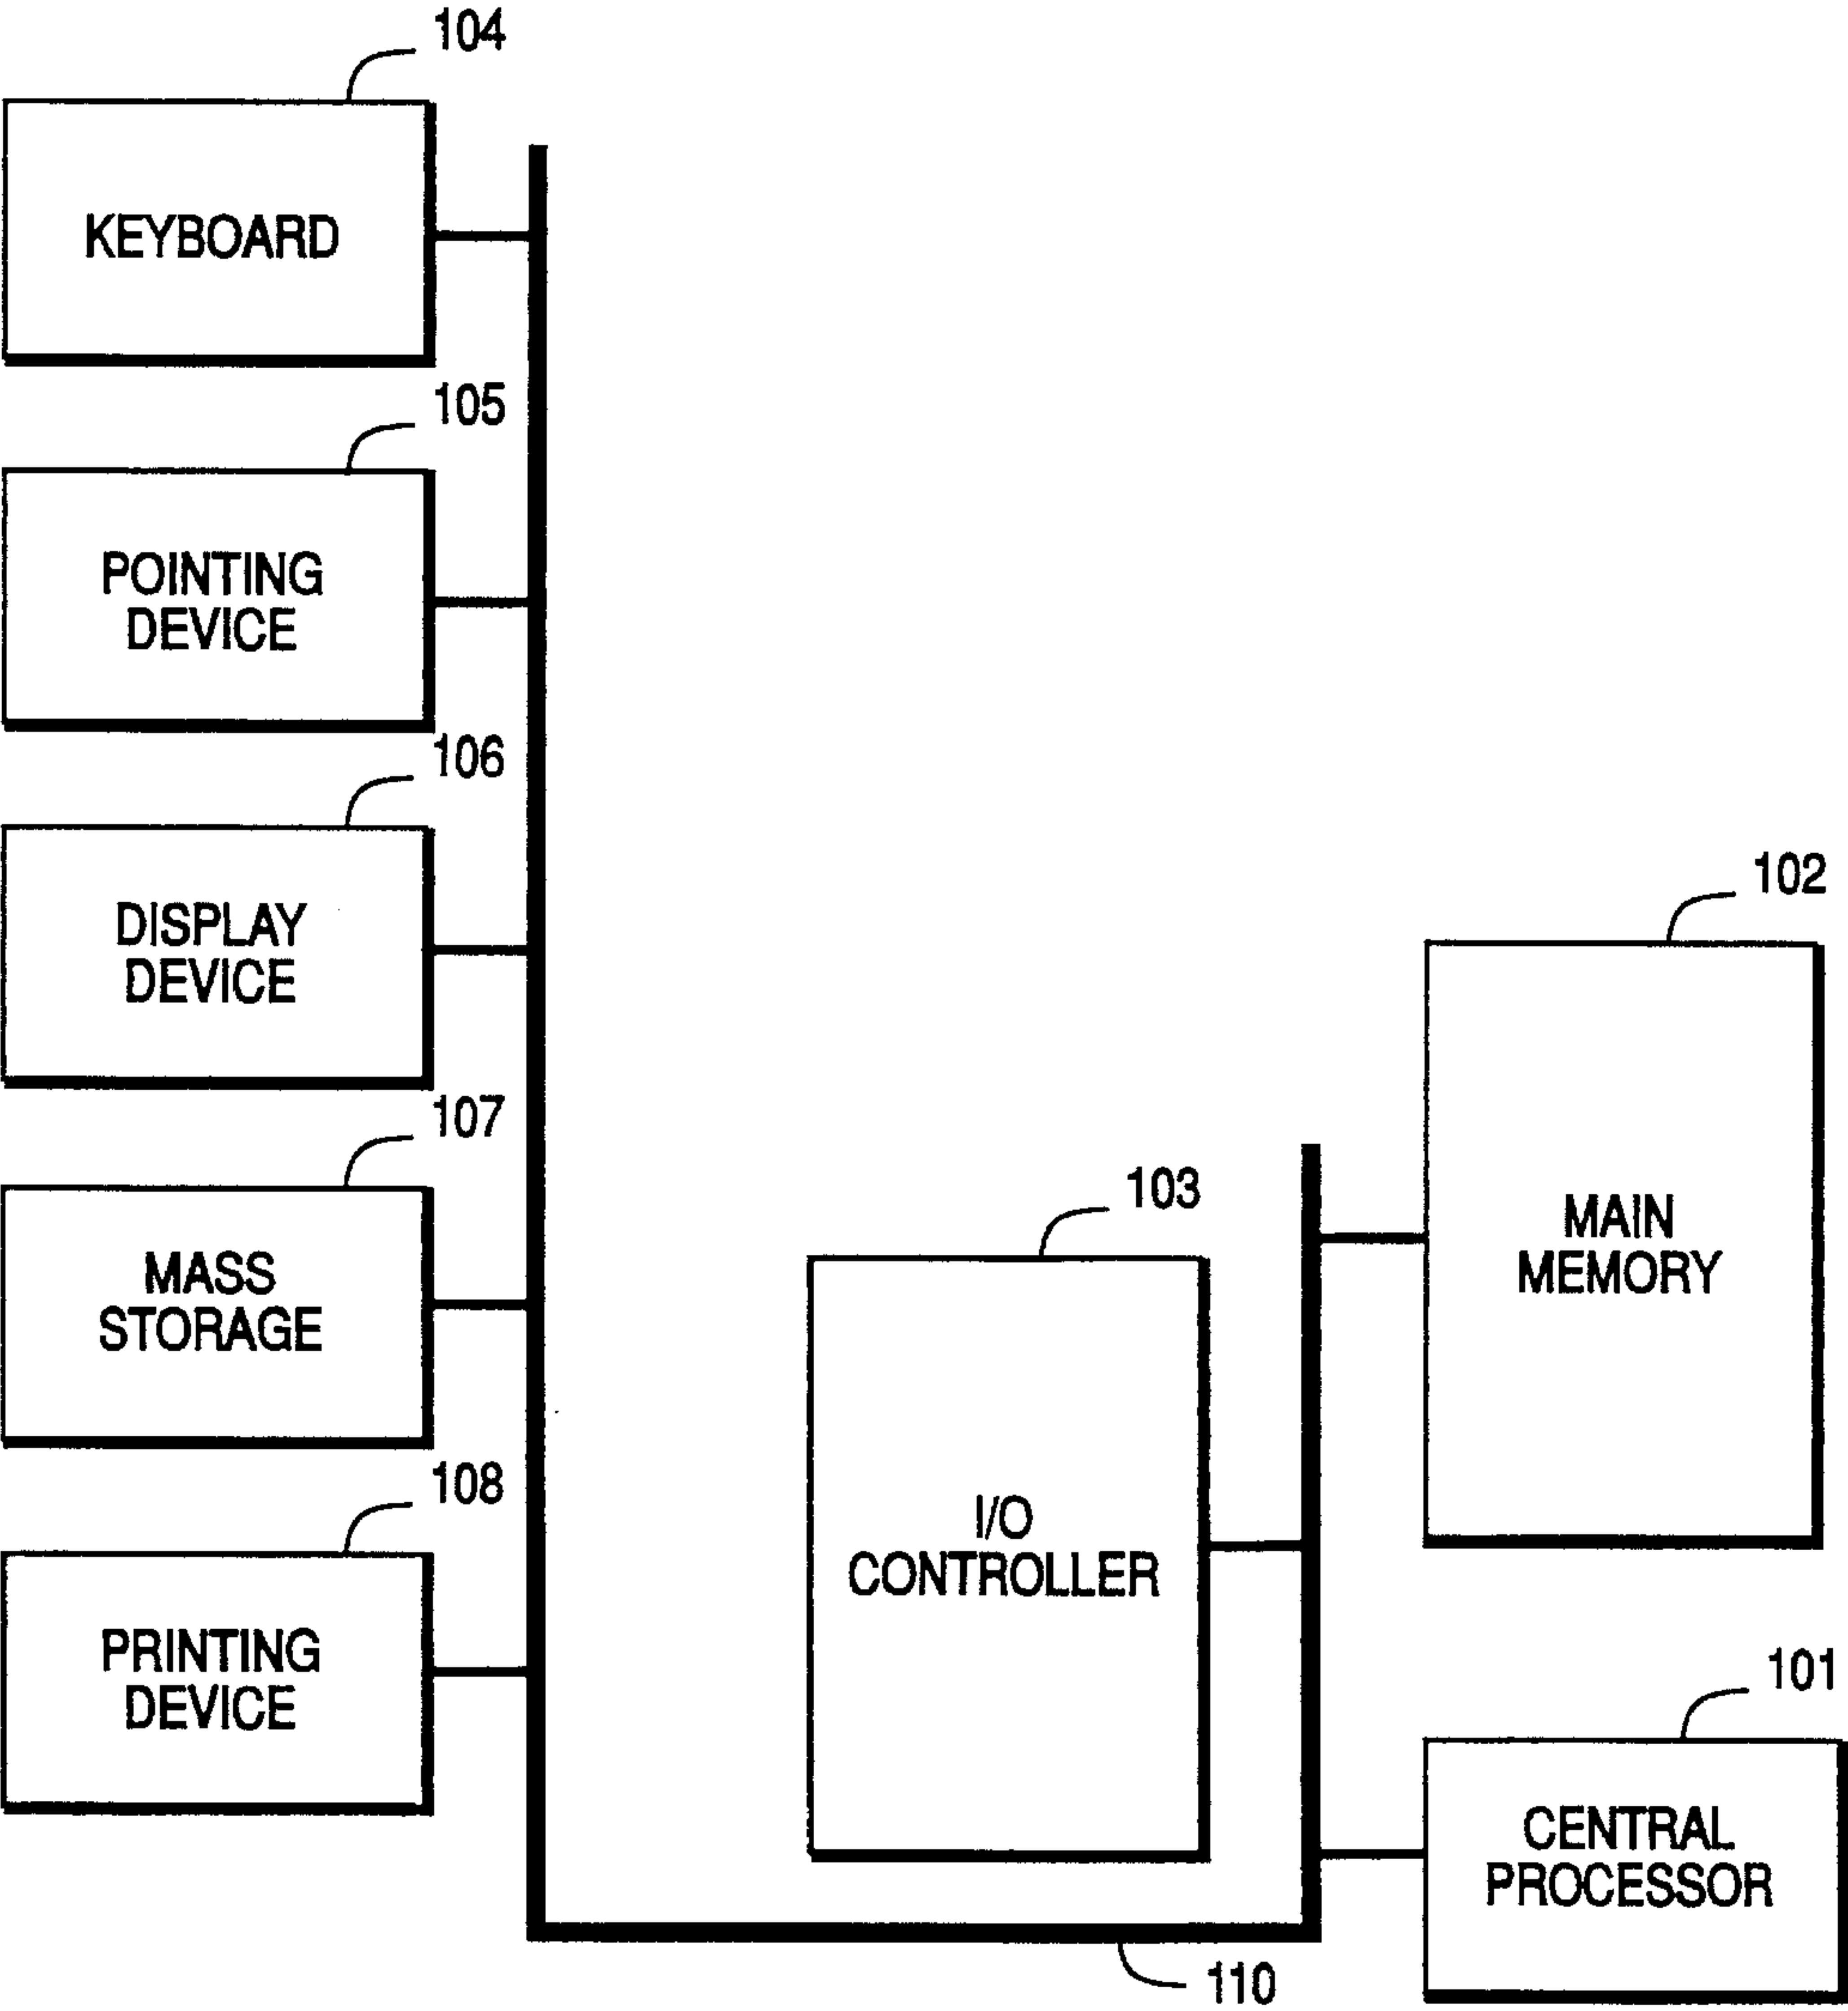 104
KEYBOARD
105
POINTING
DEVICE
106
DISPLAY
DEVICE
107
MASS
STORAGE
108
PRINTING
DEVICE
103
I/O
CONTROLLER
102
MAIN
MEMORY
101
CENTRAL
PROCESSOR
110